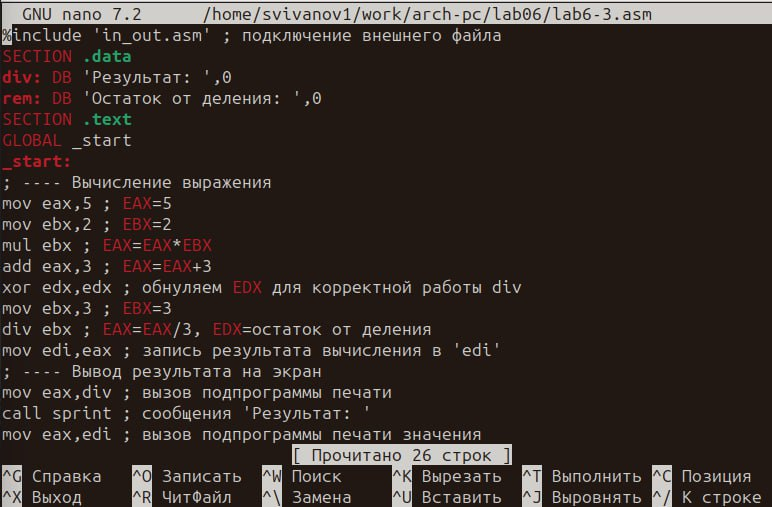 GNU nano 7.2 /home/svivanov1/work/arch-pc/lab06/lab6-3.asm
%include 'in_out.asm' ; подключение внешнего файла
SECTION .data
div: DB 'Результат: ',0
rem: DB 'Остаток от деления: ',0
SECTION .text
GLOBAL _start
_start:
; ---- Вычисление выражения
mov eax,5 ; EAX=5
mov ebx,2 ; EBX=2
mul ebx ; EAX=EAX*EBX
add eax,3 ; EAX=EAX+3
xor edx,edx ; обнуляем EDX для корректной работы div
mov ebx,3 ; EBX=3
div ebx ; EAX=EAX/3, EDX=остаток от деления
mov edi,eax ; запись результата вычисления в 'edi'
; ---- Вывод результата на экран
mov eax,div ; вызов подпрограммы печати
call sprint ; сообщения 'Результат: '
mov eax,edi ; вызов подпрограммы печати значения
[ Прочитано 26 строк ]
^G Справка ^O Записать ^W Поиск ^K Вырезать ^T Выполнить ^C Позиция
^X Выход ^R ЧитФайл ^\ Замена ^U Вставить ^J Выровнять ^/ К строке